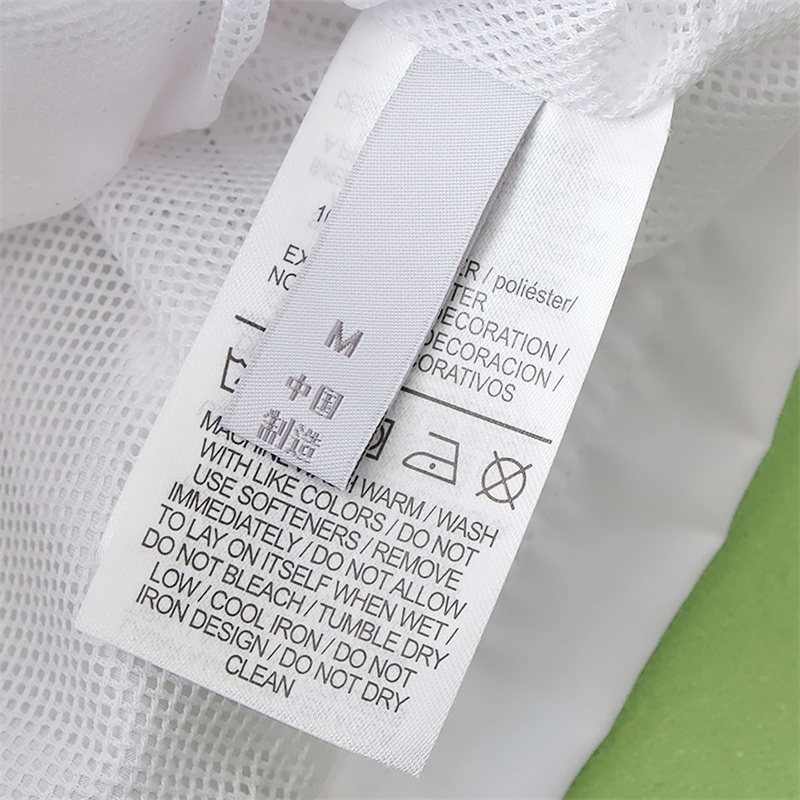 M
中国
制造
ER / poliéster/
TER
DECORATION /
DECORACION /
ORATIVOS
MACHINE WASH WARM / WASH
WITH LIKE COLORS / DO NOT
USE SOFTENERS / REMOVE
IMMEDIATELY / DO NOT ALLOW
TO LAY ON ITSELF WHEN WET /
DO NOT BLEACH / TUMBLE DRY
LOW / COOL IRON / DO NOT
IRON DESIGN / DO NOT DRY
CLEAN